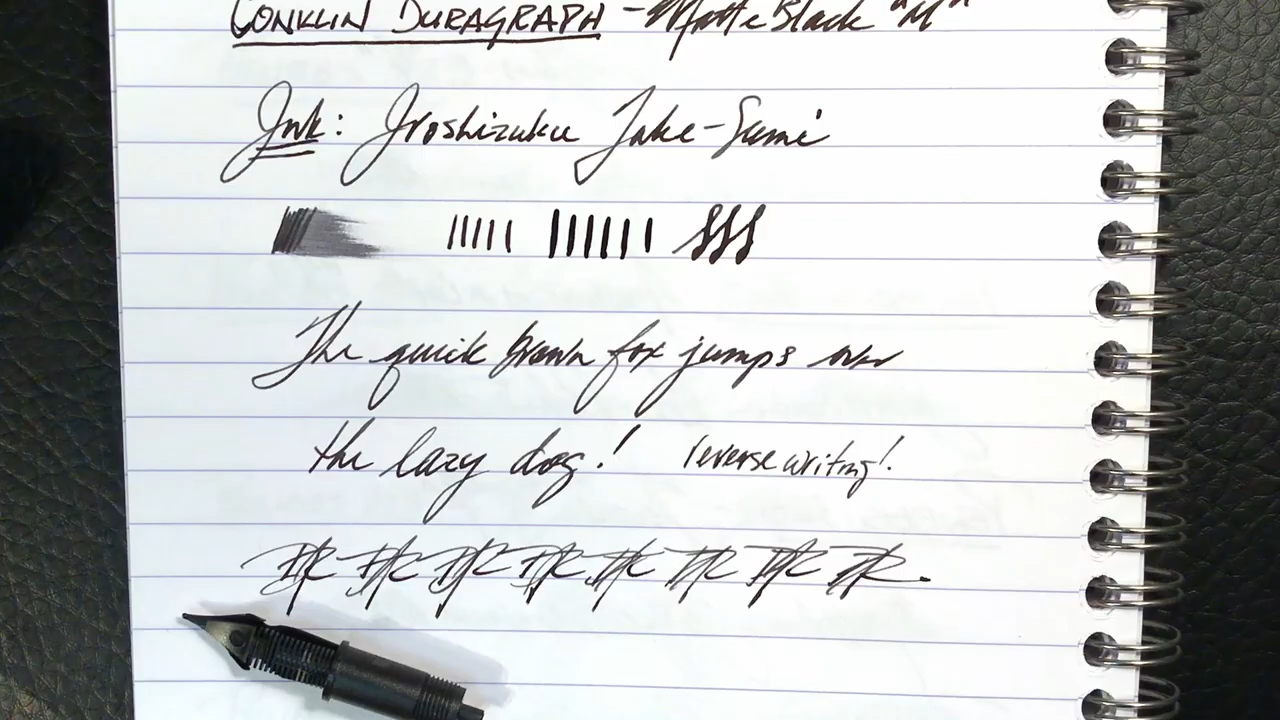 CONKLIN DURAGRAPH - Matte Black "M"
Ink: Iroshizuku Take-Sumi
The quick brown fox jumps over
the lazy dog! reverse writing!